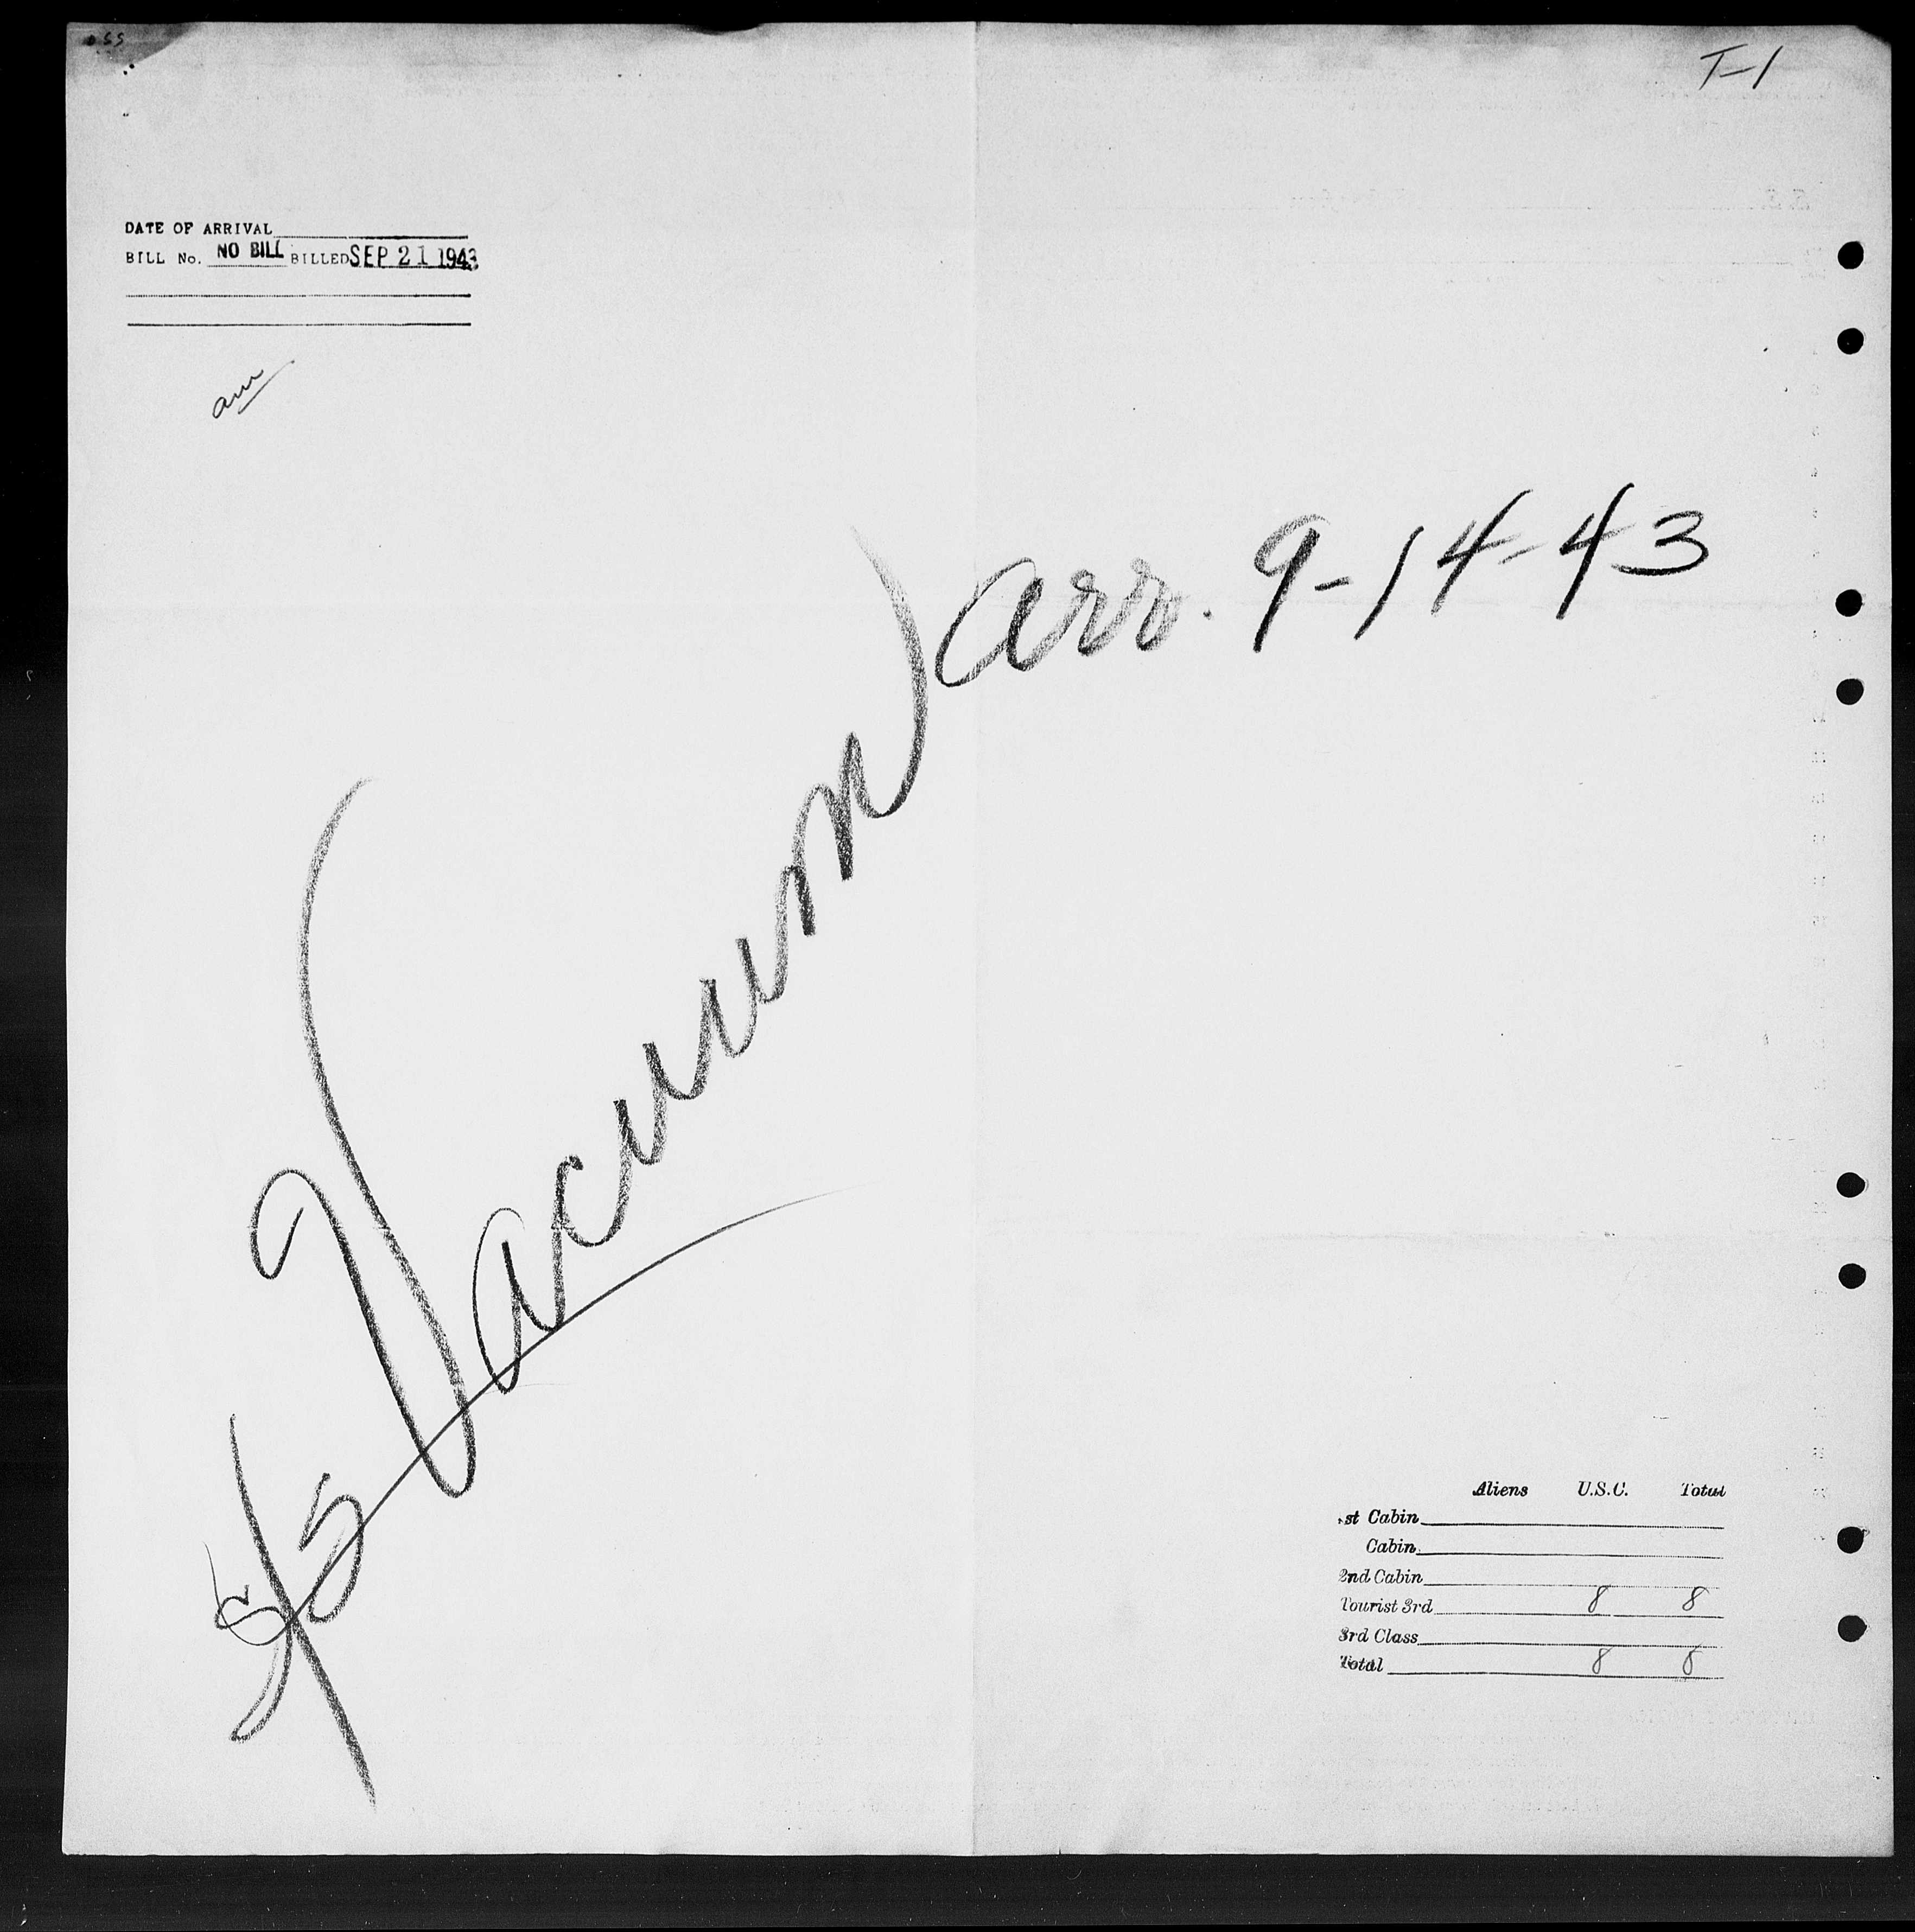 T-1
DATE OF ARRIVAL
BILL No. NO BILL BILLED SEP 21 1943
am
arr. 9-14-43
S/S Vacuum
Aliens U.S.C. Total
st Cabin
Cabin
2nd Cabin
Tourist 3rd 8 8
3rd Class
Total 8 8